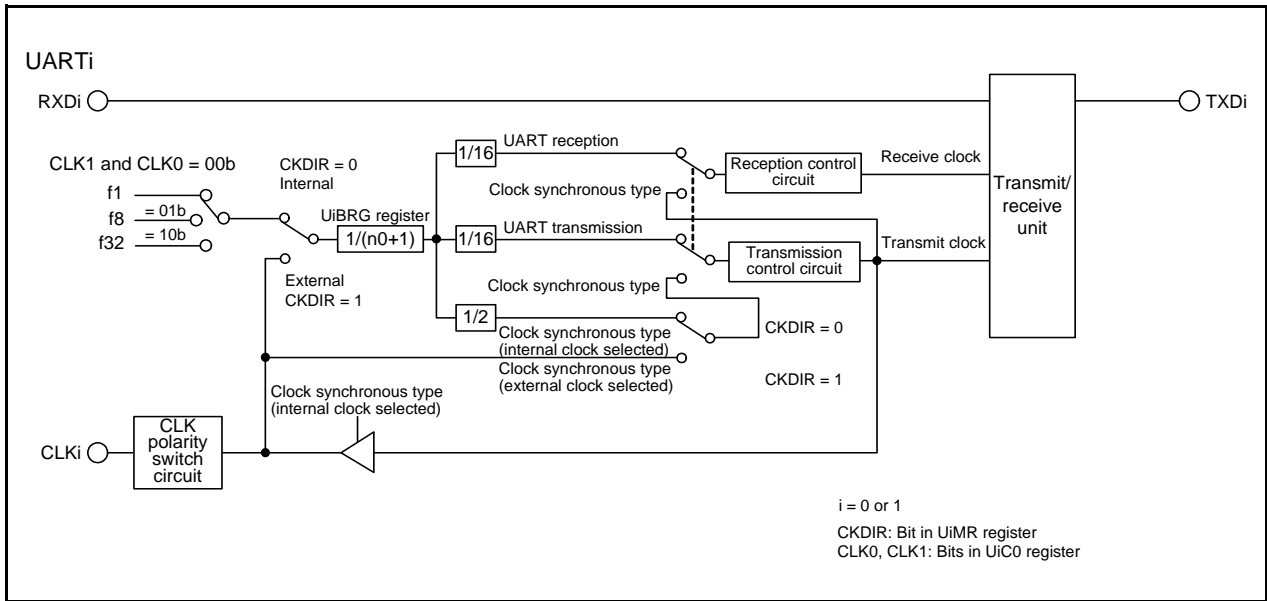 UARTi
RXDi
TXDi
CLK1 and CLK0 = 00b
f1
f8
= 01b
f32
= 10b
CKDIR = 0
Internal
UiBRG register
1/(n0+1)
External
CKDIR = 1
1/16
UART reception
Clock synchronous type
Reception control
circuit
Receive clock
1/16
UART transmission
Clock synchronous type
Transmission
control circuit
Transmit clock
Transmit/
receive
unit
1/2
Clock synchronous type
(internal clock selected)
CKDIR = 0
Clock synchronous type
(external clock selected)
CKDIR = 1
Clock synchronous type
(internal clock selected)
CLKi
CLK
polarity
switch
circuit
i = 0 or 1
CKDIR: Bit in UiMR register
CLK0, CLK1: Bits in UiC0 register